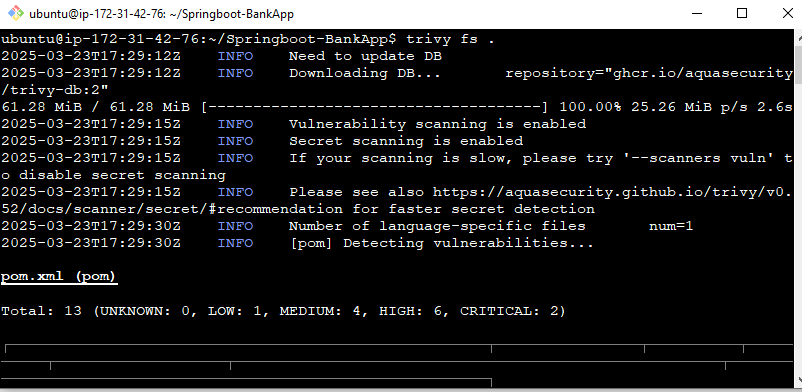 ubuntu@ip-172-31-42-76: ~/Springboot-BankApp
ubuntu@ip-172-31-42-76:~/Springboot-BankApp$ trivy fs .
2025-03-23T17:29:12Z INFO Need to update DB
2025-03-23T17:29:12Z INFO Downloading DB... repository="ghcr.io/aquasecurity
/trivy-db:2"
61.28 MiB / 61.28 MiB [-------------------------------------] 100.00% 25.26 MiB p/s 2.6s
2025-03-23T17:29:15Z INFO Vulnerability scanning is enabled
2025-03-23T17:29:15Z INFO Secret scanning is enabled
2025-03-23T17:29:15Z INFO If your scanning is slow, please try '--scanners vuln' t
o disable secret scanning
2025-03-23T17:29:15Z INFO Please see also https://aquasecurity.github.io/trivy/v0.
52/docs/scanner/secret/#recommendation for faster secret detection
2025-03-23T17:29:30Z INFO Number of language-specific files num=1
2025-03-23T17:29:30Z INFO [pom] Detecting vulnerabilities...
pom.xml (pom)
Total: 13 (UNKNOWN: 0, LOW: 1, MEDIUM: 4, HIGH: 6, CRITICAL: 2)